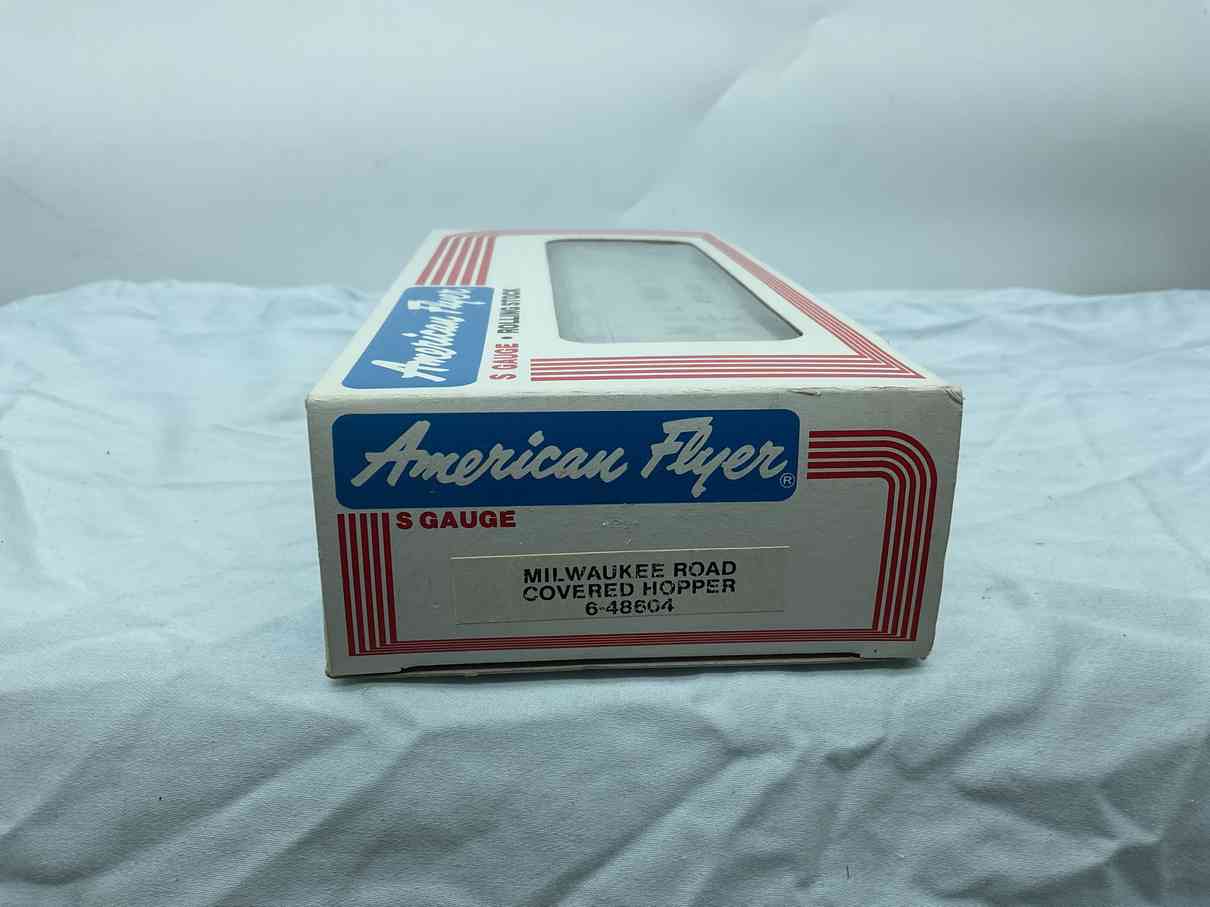 American Flyer
S GAUGE • ROLLING STOCK
American Flyer®
S GAUGE
MILWAUKEE ROAD
COVERED HOPPER
6-48604